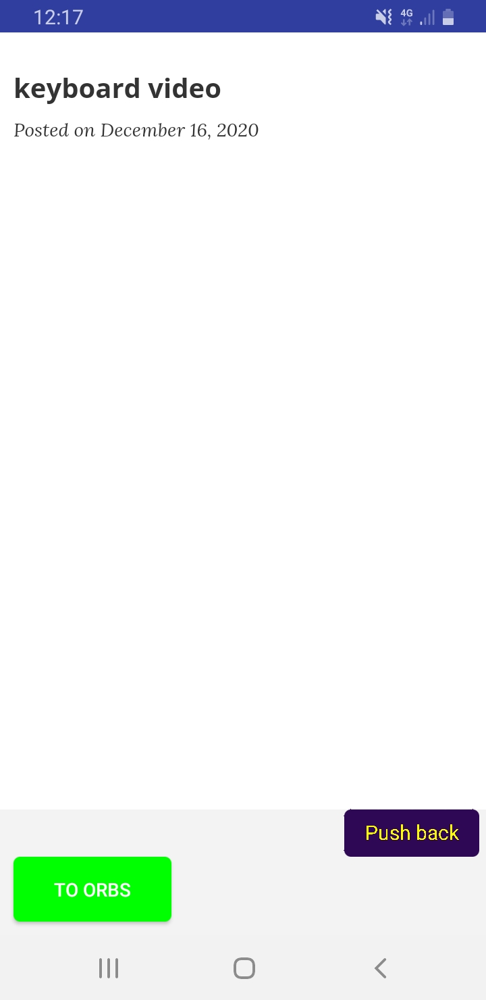 12:17
4G
keyboard video
Posted on December 16, 2020
Push back
TO ORBS